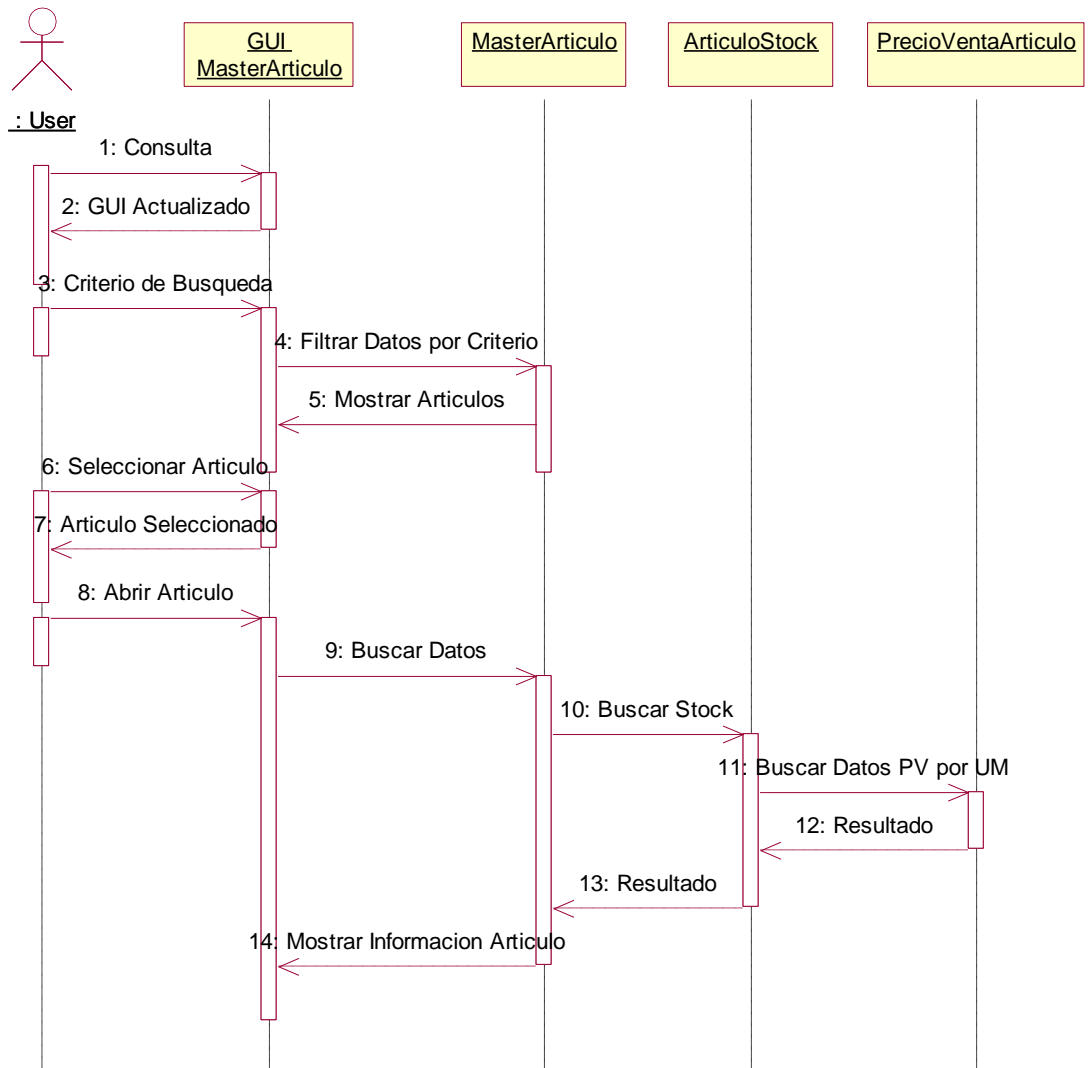 GUI
MasterArticulo
MasterArticulo
ArticuloStock
PrecioVentaArticulo
: User
1: Consulta
2: GUI Actualizado
3: Criterio de Busqueda
4: Filtrar Datos por Criterio
5: Mostrar Articulos
6: Seleccionar Articulo
7: Articulo Seleccionado
8: Abrir Articulo
9: Buscar Datos
10: Buscar Stock
11: Buscar Datos PV por UM
12: Resultado
13: Resultado
14: Mostrar Informacion Articulo